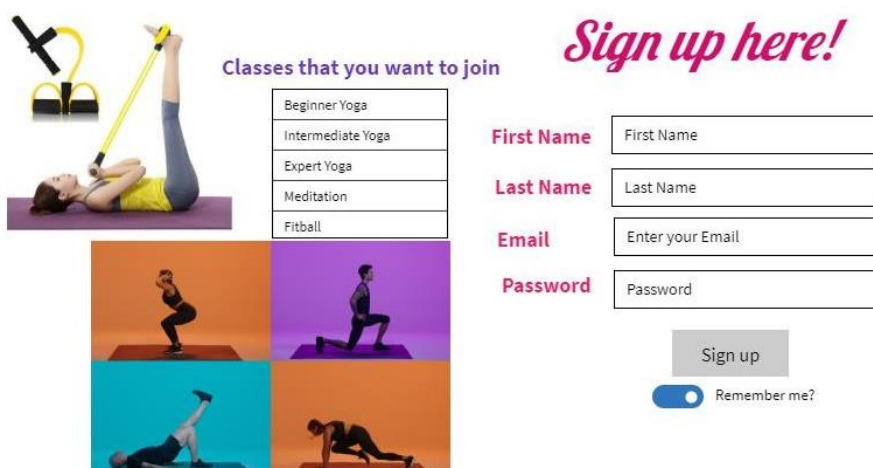 Sign up here!
Classes that you want to join
Beginner Yoga
Intermediate Yoga
Expert Yoga
Meditation
Fitball
First Name
First Name
Last Name
Last Name
Email
Enter your Email
Password
Password
Sign up
Remember me?